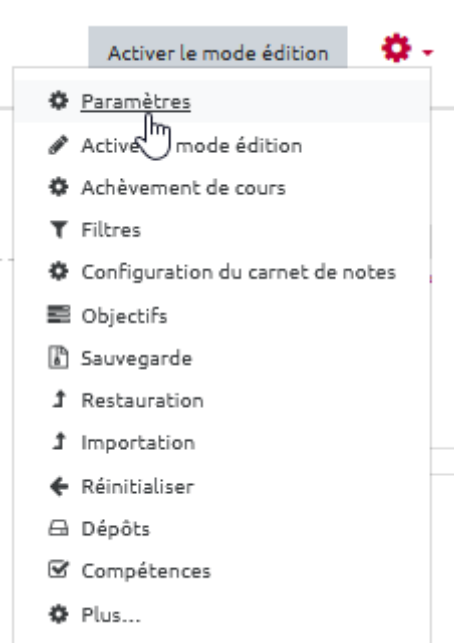 Activer le mode édition
Paramètres
Active mode édition
Achèvement de cours
Filtres
Configuration du carnet de notes
Objectifs
Sauvegarde
Restauration
Importation
Réinitialiser
Dépôts
Compétences
Plus...